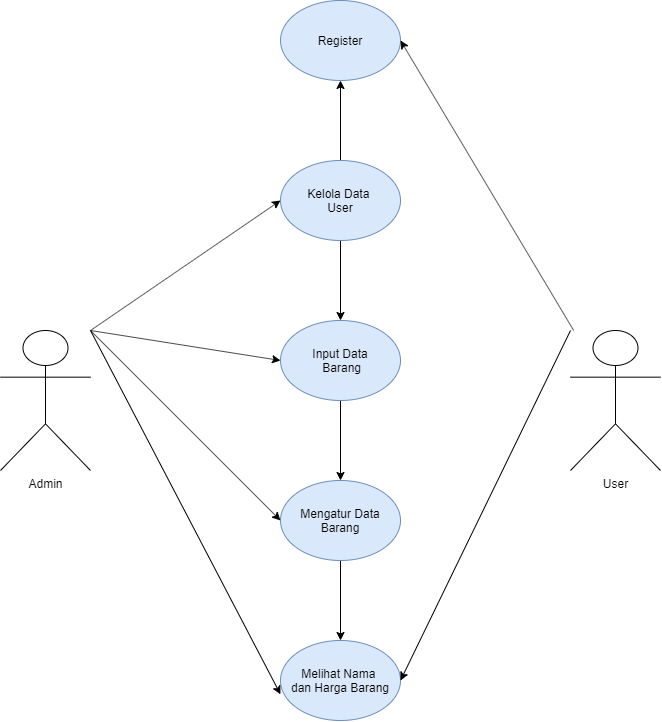 Register
Kelola Data
User
Input Data
Barang
Admin
User
Mengatur Data
Barang
Melihat Nama
dan Harga Barang